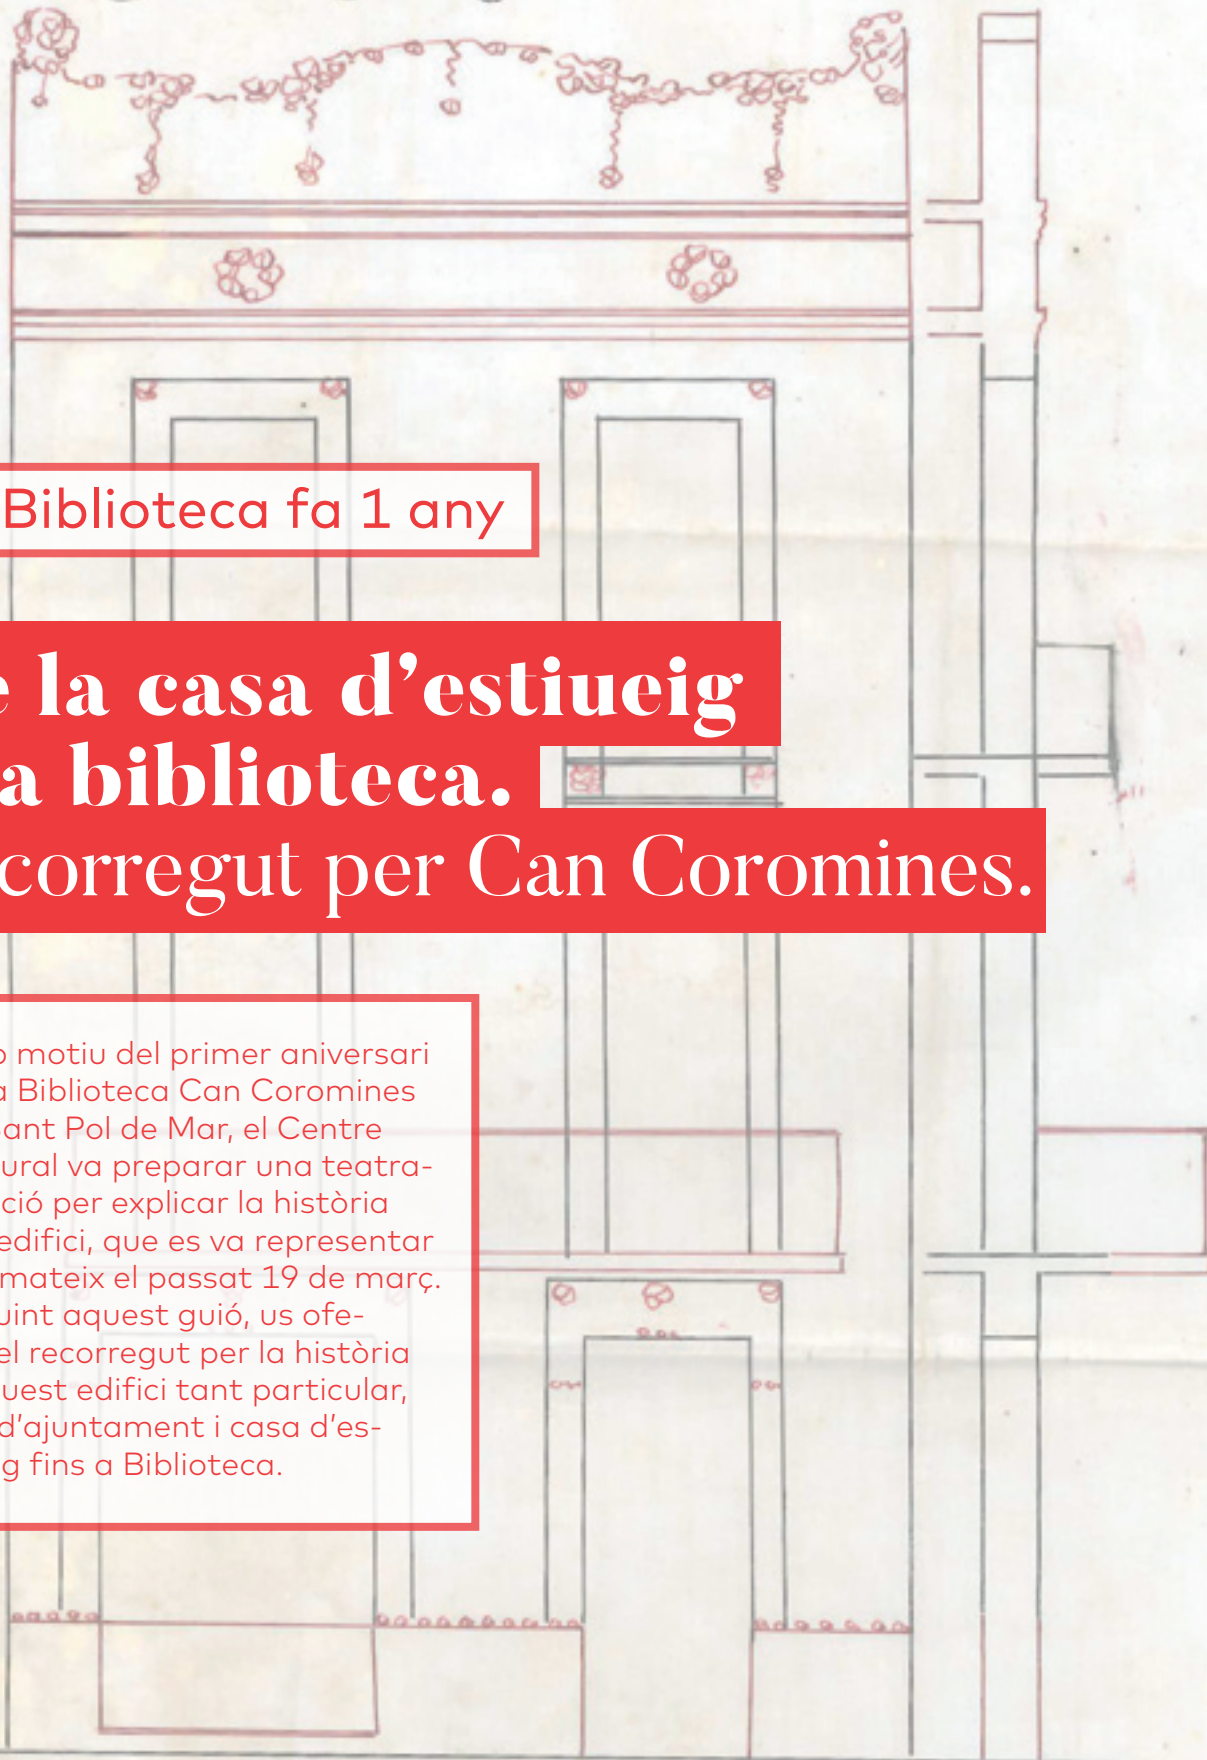 Biblioteca fa 1 any
e la casa d’estiueig
a biblioteca.
corregut per Can Coromines.
b motiu del primer aniversari
a Biblioteca Can Coromines
Sant Pol de Mar, el Centre
ural va preparar una teatra-
ció per explicar la història
edifici, que es va representar
mateix el passat 19 de març.
uint aquest guió, us ofe-
el recorregut per la història
uest edifici tant particular,
d’ajuntament i casa d’es-
g fins a Biblioteca.